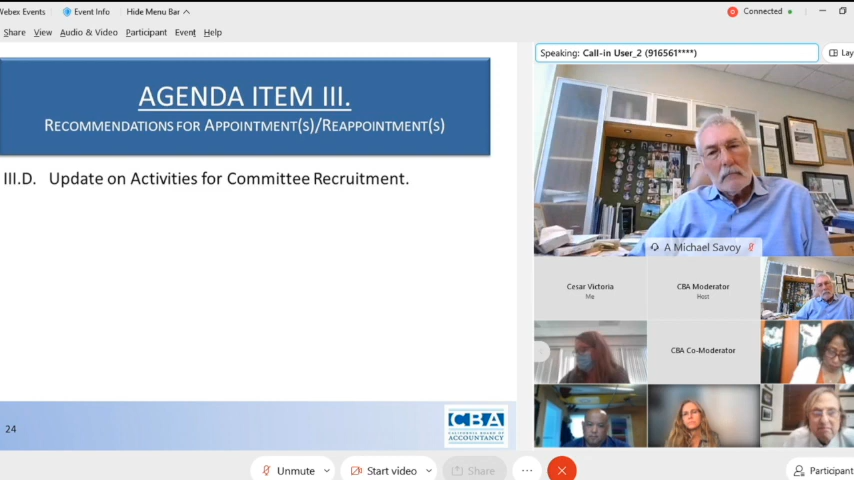 Webex Events
Event Info
Hide Menu Bar
Connected
Share View Audio & Video Participant Event Help
Speaking: Call-in User_2 (916561****)
Lay
AGENDA ITEM III.
RECOMMENDATIONS FOR APPOINTMENT(S)/REAPPOINTMENT(S)
III.D. Update on Activities for Committee Recruitment.
A Michael Savoy
Cesar Victoria
Me
CBA Moderator
Host
CBA Co-Moderator
24
CBA
CALIFORNIA BOARD OF
ACCOUNTANCY
Unmute
Start video
Share
Participant